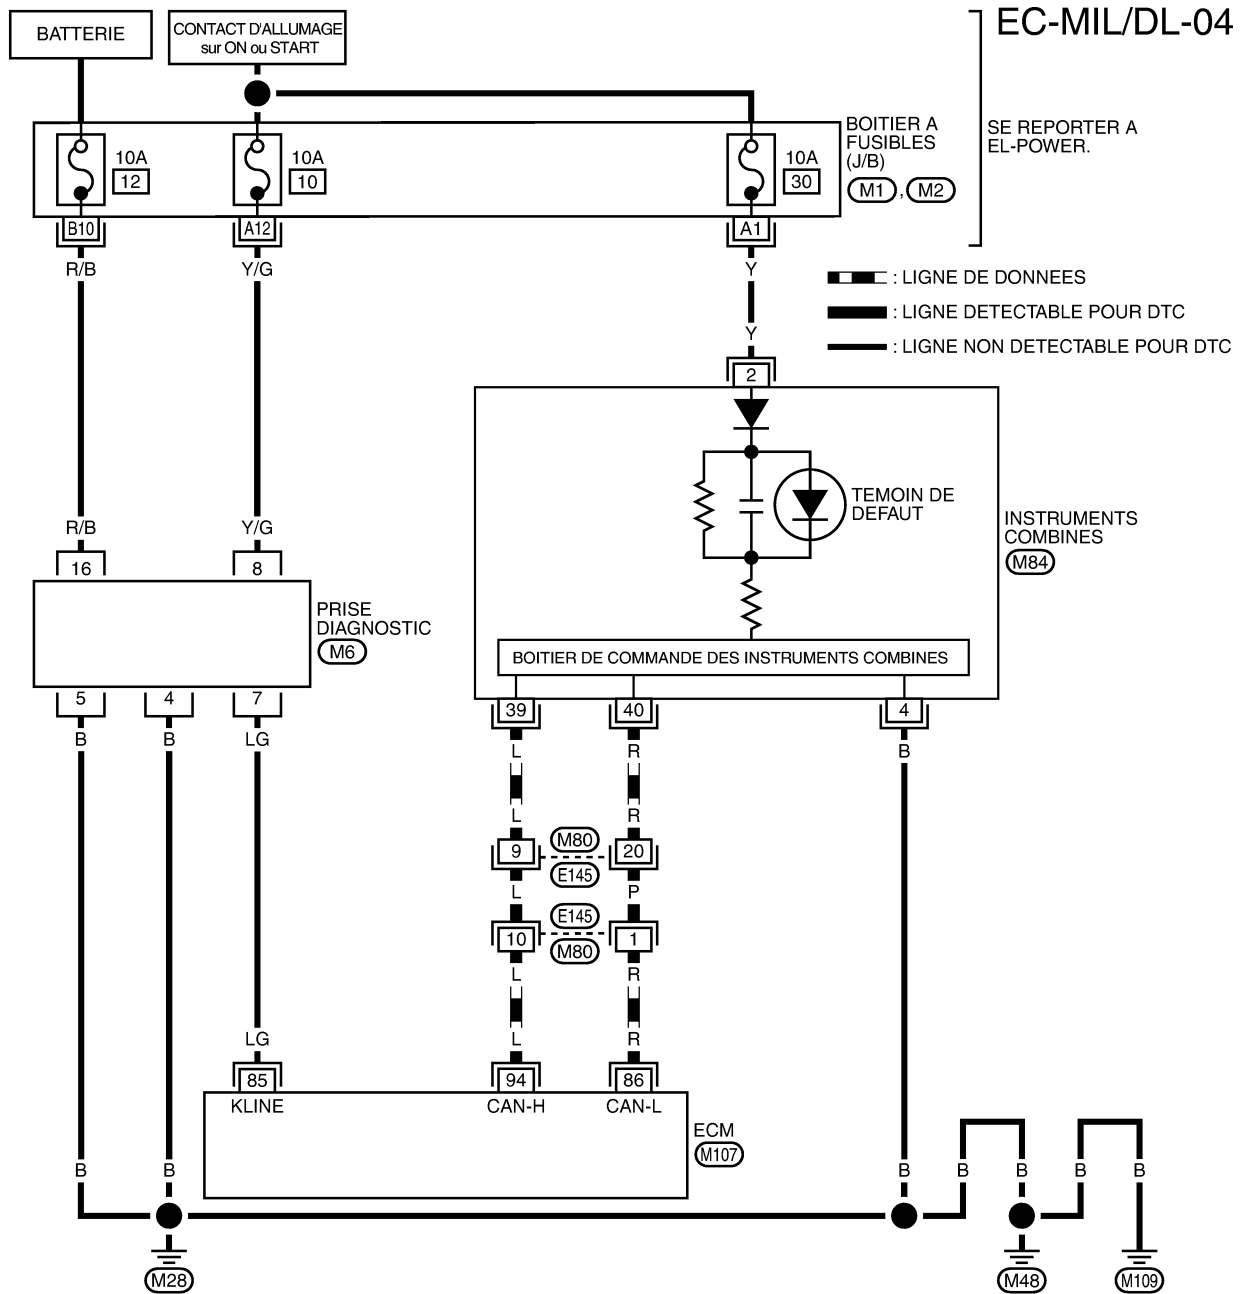 EC-MIL/DL-04
BATTERIE
CONTACT D'ALLUMAGE
sur ON ou START
10A
12
10A
10
10A
30
BOITIER A
FUSIBLES
(J/B)
M1 , M2
SE REPORTER A
EL-POWER.
B10
A12
A1
R/B
Y/G
Y
: LIGNE DE DONNEES
: LIGNE DETECTABLE POUR DTC
: LIGNE NON DETECTABLE POUR DTC
Y
2
TEMOIN DE
DEFAUT
INSTRUMENTS
COMBINES
M84
R/B
Y/G
16
8
PRISE
DIAGNOSTIC
M6
BOITIER DE COMMANDE DES INSTRUMENTS COMBINES
5
4
7
39
40
4
B
B
LG
L
R
B
L
R
9
M80
20
E145
L
P
E145
10
1
M80
L
R
LG
L
R
85
94
86
KLINE
CAN-H
CAN-L
ECM
M107
B
B
B
B
B
B
B
M28
M48
M109